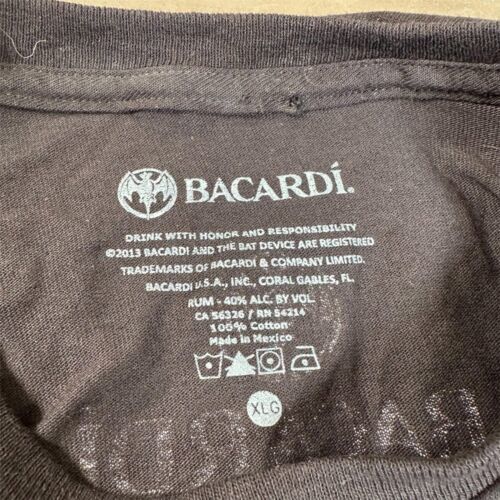 BACARDÍ®
DRINK WITH HONOR AND RESPONSIBILITY
©2013 BACARDI AND THE BAT DEVICE ARE REGISTERED
TRADEMARKS OF BACARDI & COMPANY LIMITED.
BACARDI U.S.A., INC., CORAL GABLES, FL.
RUM - 40% ALC. BY VOL.
CA 56326 / RN 54214
100% Cotton
Made in Mexico
XLG